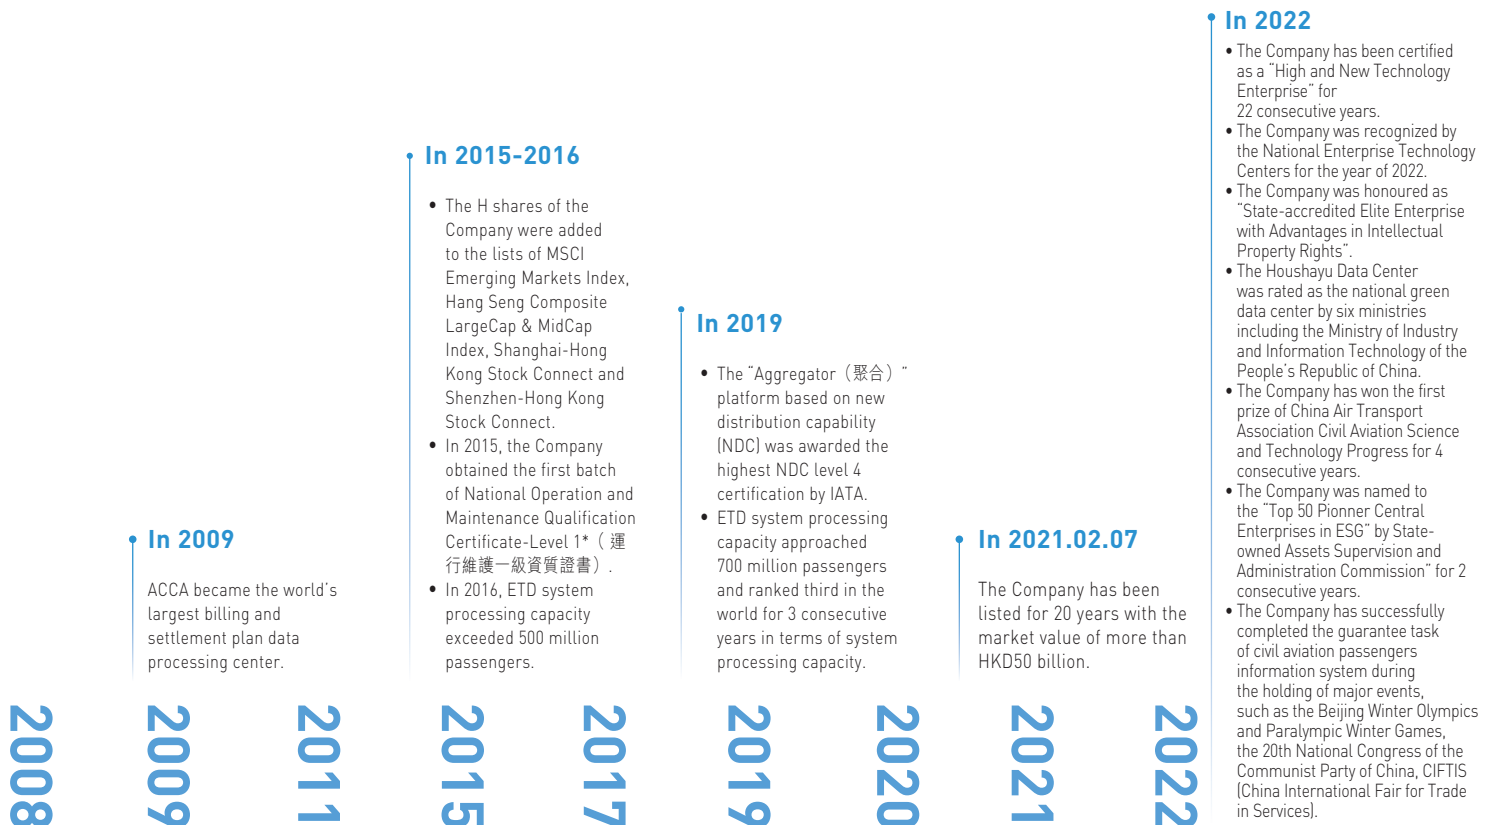 In 2009
ACCA became the world's
largest billing and
settlement plan data
processing center.
In 2015-2016
• The H shares of the
Company were added
to the lists of MSCI
Emerging Markets Index,
Hang Seng Composite
LargeCap & MidCap
Index, Shanghai-Hong
Kong Stock Connect and
Shenzhen-Hong Kong
Stock Connect.
• In 2015, the Company
obtained the first batch
of National Operation and
Maintenance Qualification
Certificate-Level 1*（ 運
行維護一級資質證書）.
• In 2016, ETD system
processing capacity
exceeded 500 million
passengers.
In 2019
• The "Aggregator（聚合）"
platform based on new
distribution capability
(NDC) was awarded the
highest NDC level 4
certification by IATA.
• ETD system processing
capacity approached
700 million passengers
and ranked third in the
world for 3 consecutive
years in terms of system
processing capacity.
In 2021.02.07
The Company has been
listed for 20 years with the
market value of more than
HKD50 billion.
In 2022
• The Company has been certified
as a "High and New Technology
Enterprise" for
22 consecutive years.
• The Company was recognized by
the National Enterprise Technology
Centers for the year of 2022.
• The Company was honoured as
"State-accredited Elite Enterprise
with Advantages in Intellectual
Property Rights".
• The Houshayu Data Center
was rated as the national green
data center by six ministries
including the Ministry of Industry
and Information Technology of the
People's Republic of China.
• The Company has won the first
prize of China Air Transport
Association Civil Aviation Science
and Technology Progress for 4
consecutive years.
• The Company was named to
the "Top 50 Pionner Central
Enterprises in ESG" by State-
owned Assets Supervision and
Administration Commission" for 2
consecutive years.
• The Company has successfully
completed the guarantee task
of civil aviation passengers
information system during
the holding of major events,
such as the Beijing Winter Olympics
and Paralympic Winter Games,
the 20th National Congress of the
Communist Party of China, CIFTIS
(China International Fair for Trade
in Services).
2008
2009
2011
2015
2017
2019
2020
2021
2022